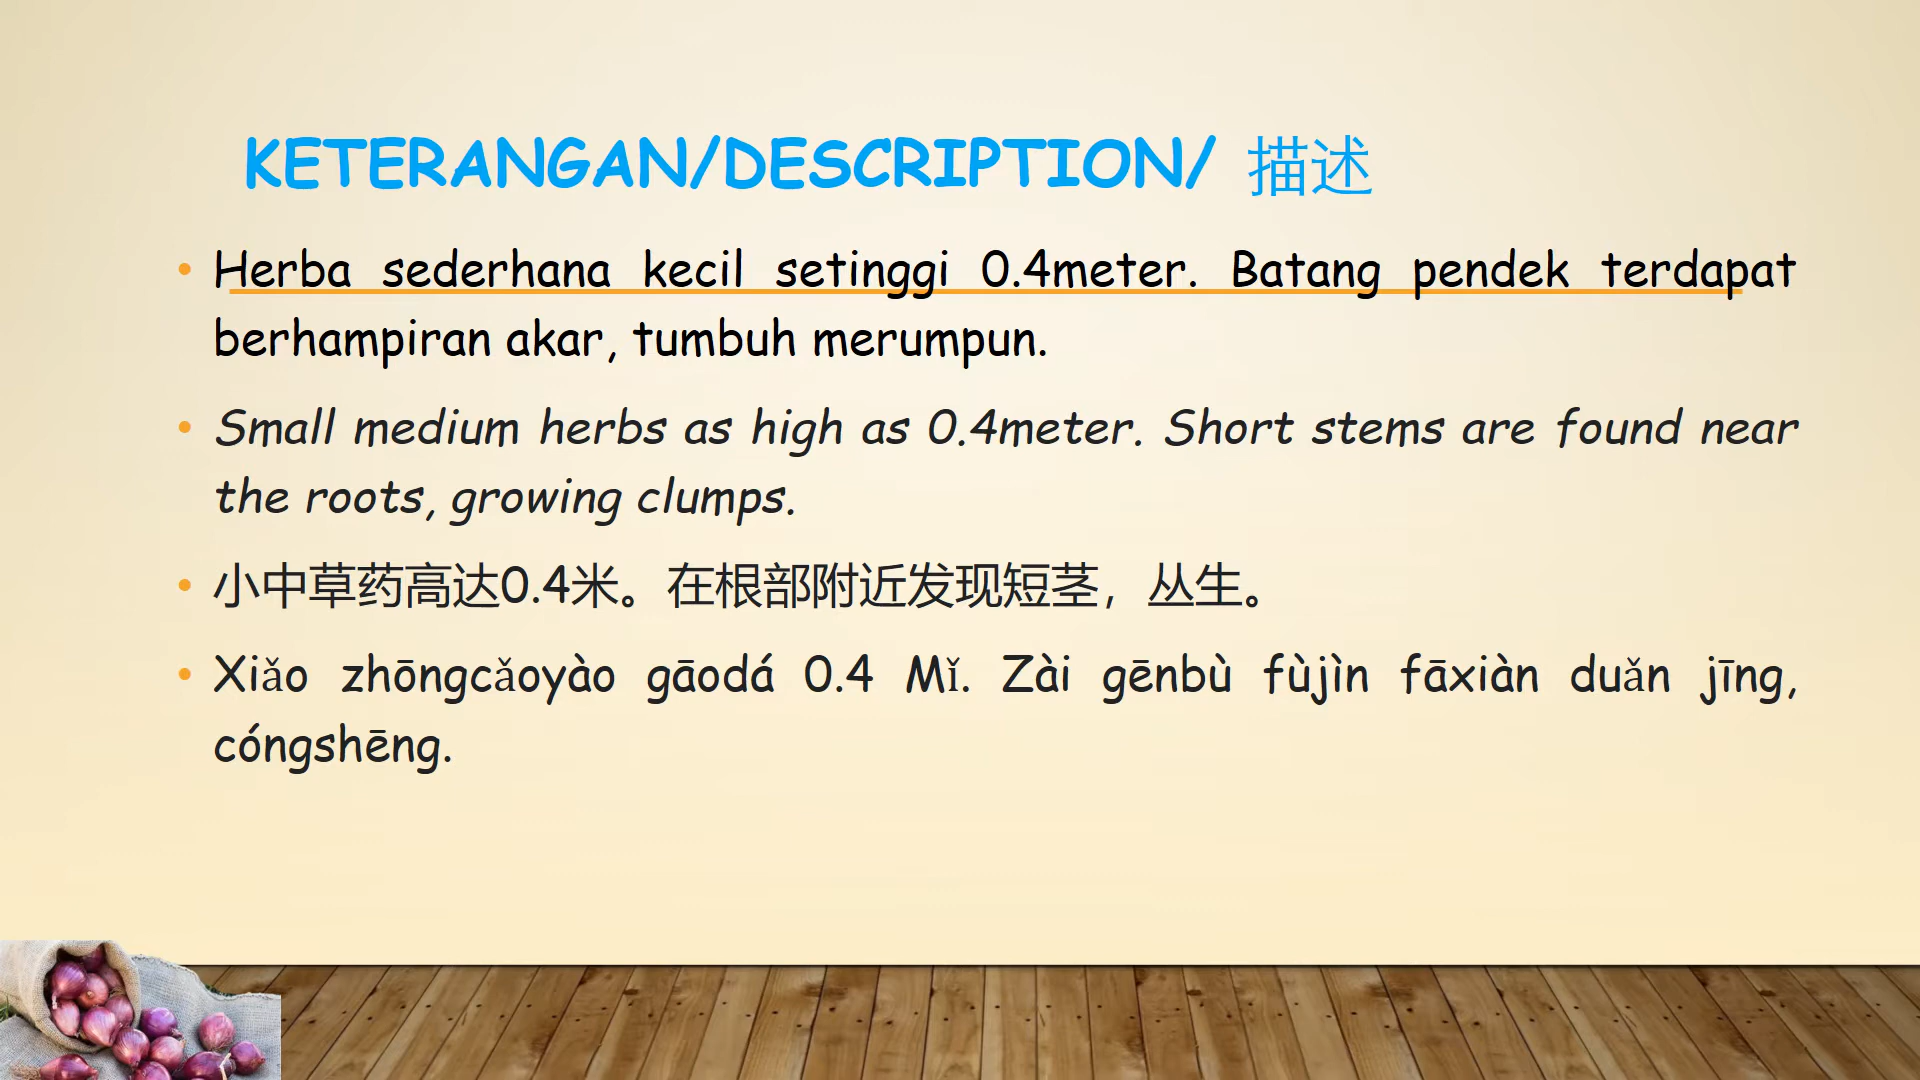 KETERANGAN/DESCRIPTION/ 描述
• Herba sederhana kecil setinggi 0.4meter. Batang pendek terdapat
berhampiran akar, tumbuh merumpun.
• Small medium herbs as high as 0.4meter. Short stems are found near
the roots, growing clumps.
• 小中草药高达0.4米。在根部附近发现短茎，丛生。
• Xiǎo zhōngcǎoyào gāodá 0.4 Mǐ. Zài gēnbù fùjìn fāxiàn duǎn jīng,
cóngshēng.